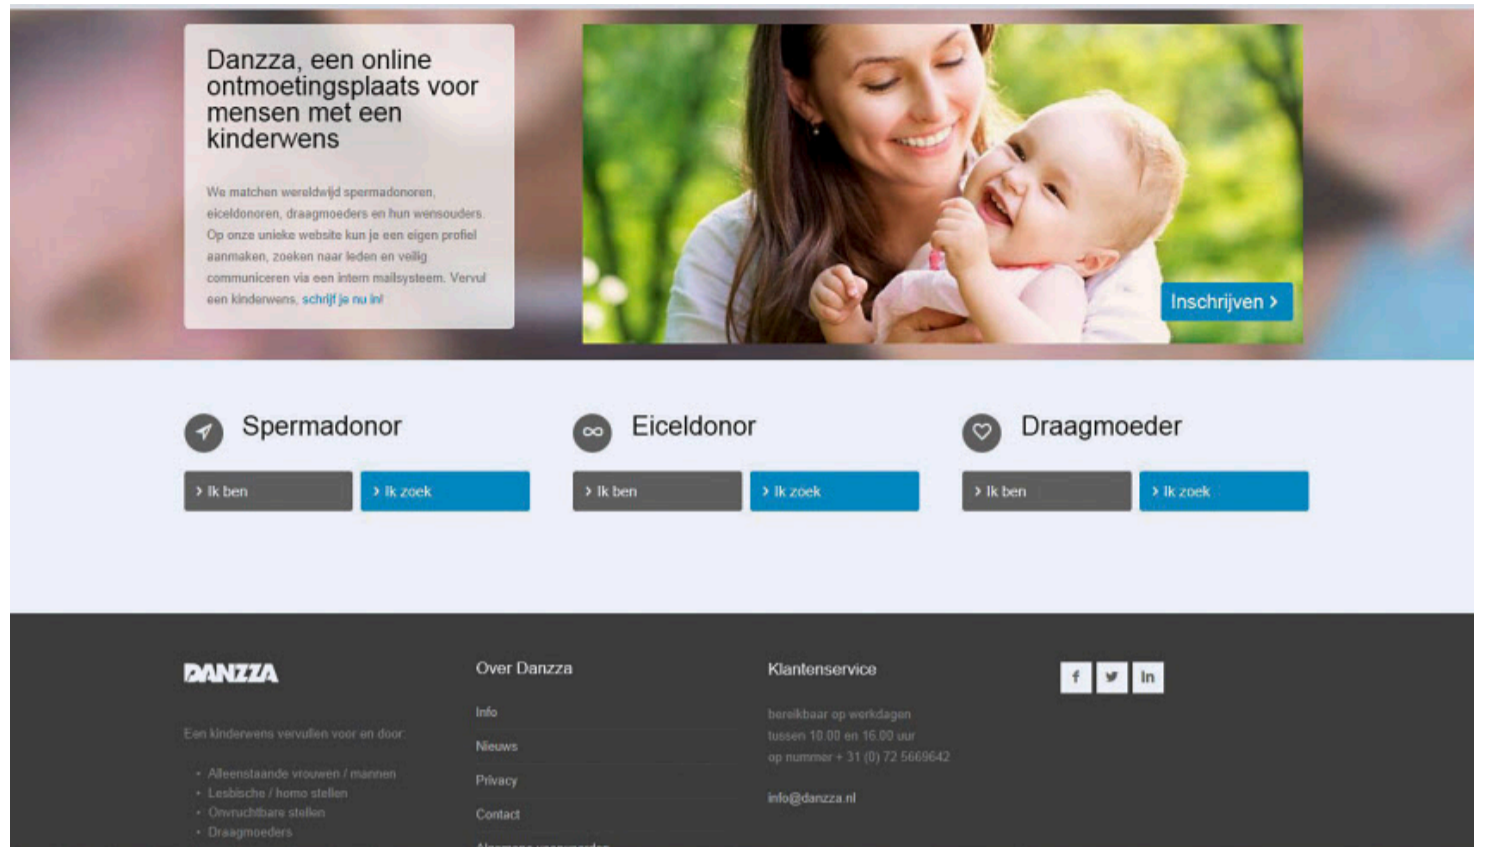 Danzza, een online
ontmoetingsplaats voor
mensen met een
kinderwens
We matchen wereldwijd spermadonoren,
eiceldonoren, draagmoeders en hun wensouders.
Op onze unieke website kun je een eigen profiel
aanmaken, zoeken naar leden en veilig
communiceren via een intern mailsysteem. Vervul
een kinderwens, schrijf je nu in!
Inschrijven >
Spermadonor
> Ik ben
> Ik zoek
Eiceldonor
> Ik ben
> Ik zoek
Draagmoeder
> Ik ben
> Ik zoek
DANZZA
Een kinderwens vervullen voor en door:
• Alleenstaande vrouwen / mannen
• Lesbische / homo stellen
• Onvruchtbare stellen
• Draagmoeders
Over Danzza
Info
Nieuws
Privacy
Contact
Klantenservice
bereikbaar op werkdagen
tussen 10.00 en 16.00 uur
op nummer + 31 (0) 72 5669642
info@danzza.nl
f
in